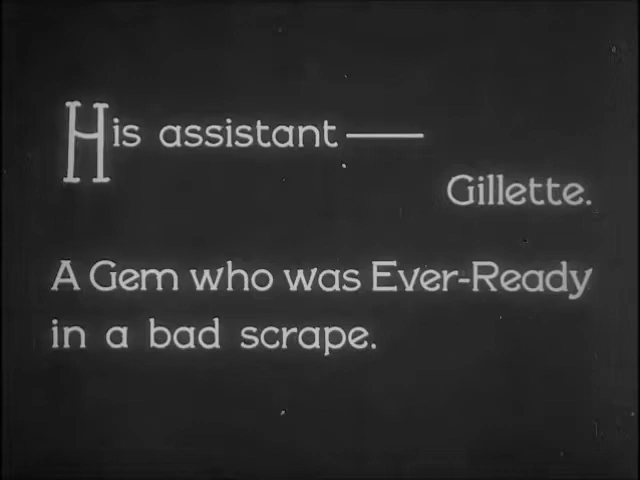 His assistant —
Gillette.
A Gem who was Ever-Ready
in a bad scrape.